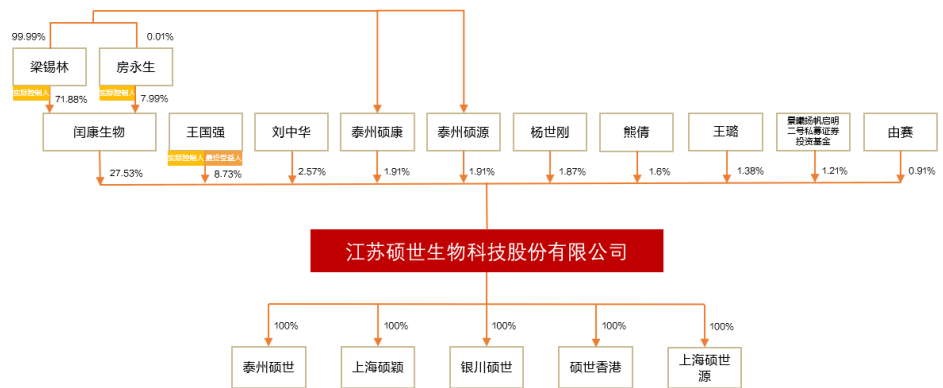 99.99%
0.01%
梁锡林
房永生
实际控制人
71.88%
实际控制人
7.99%
闰康生物
王国强
刘中华
泰州硕康
泰州硕源
杨世刚
熊倩
王璐
景曦扬帆启明
二号私募证券
投资基金
由赛
实际控制人
最终受益人
27.53%
8.73%
2.57%
1.91%
1.91%
1.87%
1.6%
1.38%
1.21%
0.91%
江苏硕世生物科技股份有限公司
100%
100%
100%
100%
100%
泰州硕世
上海硕颖
银川硕世
硕世香港
上海硕世
源